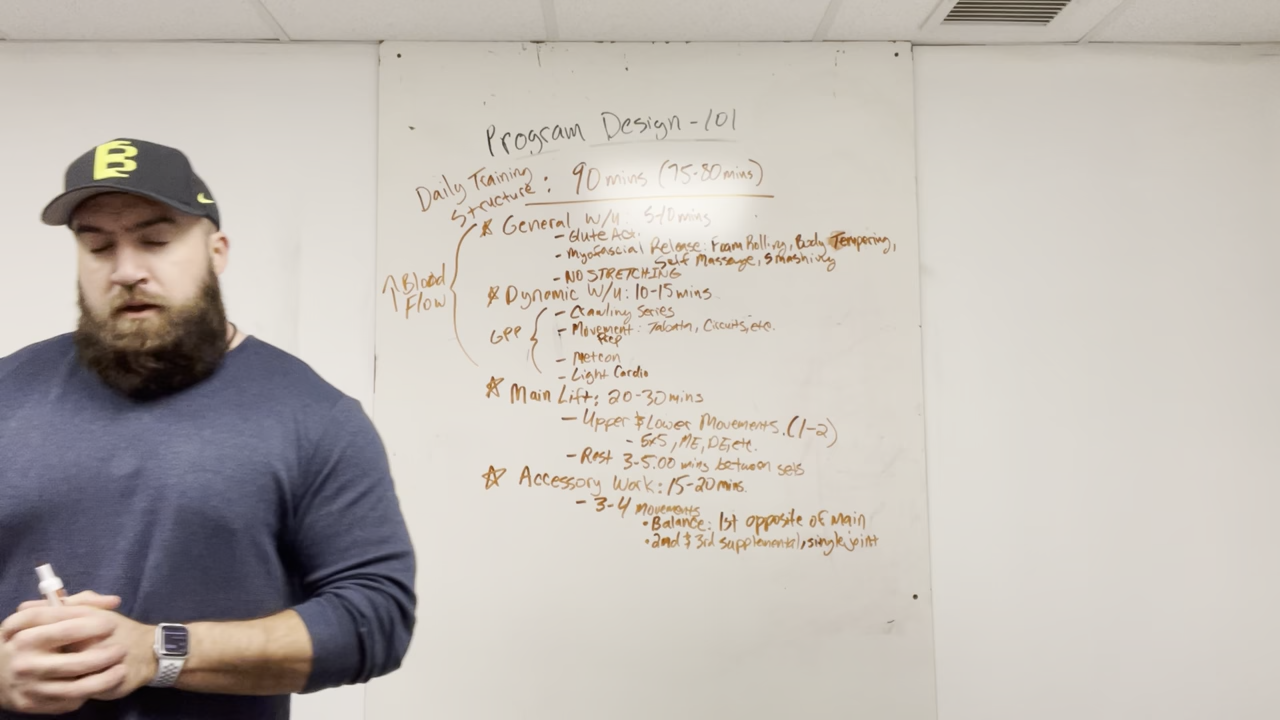 B
Program Design-101
Daily Training Structure: 90 mins (75-80 mins)
☆ General W/U. 5-10 mins
- Glute Act.
- Myofascial Release: Foam Rolling, Body Tempering,
Self Massage, Smashing
- NO STRETCHING
↑Blood
Flow
☆ Dynamic W/U: 10-15 mins
GPP
- Crawling Series
- Movement: Tabata, Circuits, etc.
Prep
- Metcon
- Light Cardio
☆ Main Lift: 20-30 mins
- Upper & Lower Movements. (1-2)
- 5x5, ME, DE, etc.
- Rest 3-5:00 mins between sets
☆ Accessory Work: 15-20 mins.
- 3-4 movements
• Balance: 1st opposite of main
• 2nd & 3rd supplemental, single joint